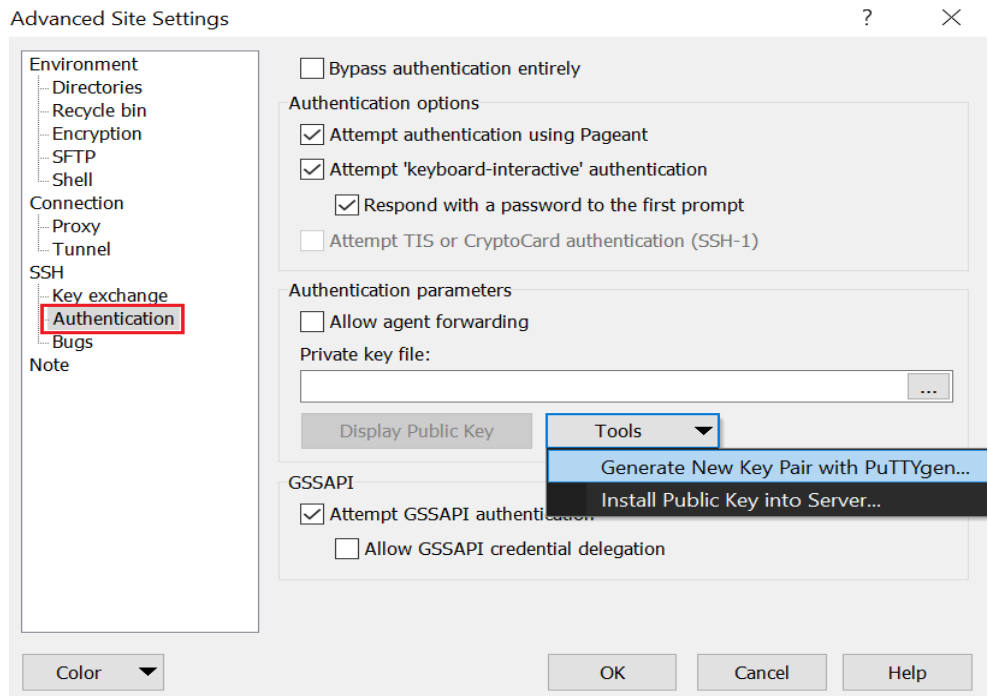 Advanced Site Settings
?
Environment
Directories
Recycle bin
Encryption
SFTP
Shell
Connection
Proxy
Tunnel
SSH
Key exchange
Authentication
Bugs
Note
Bypass authentication entirely
Authentication options
Attempt authentication using Pageant
Attempt 'keyboard-interactive' authentication
Respond with a password to the first prompt
Attempt TIS or CryptoCard authentication (SSH-1)
Authentication parameters
Allow agent forwarding
Private key file:
...
Display Public Key
Tools
Generate New Key Pair with PuTTYgen...
Install Public Key into Server...
GSSAPI
Attempt GSSAPI authentication
Allow GSSAPI credential delegation
Color
OK
Cancel
Help